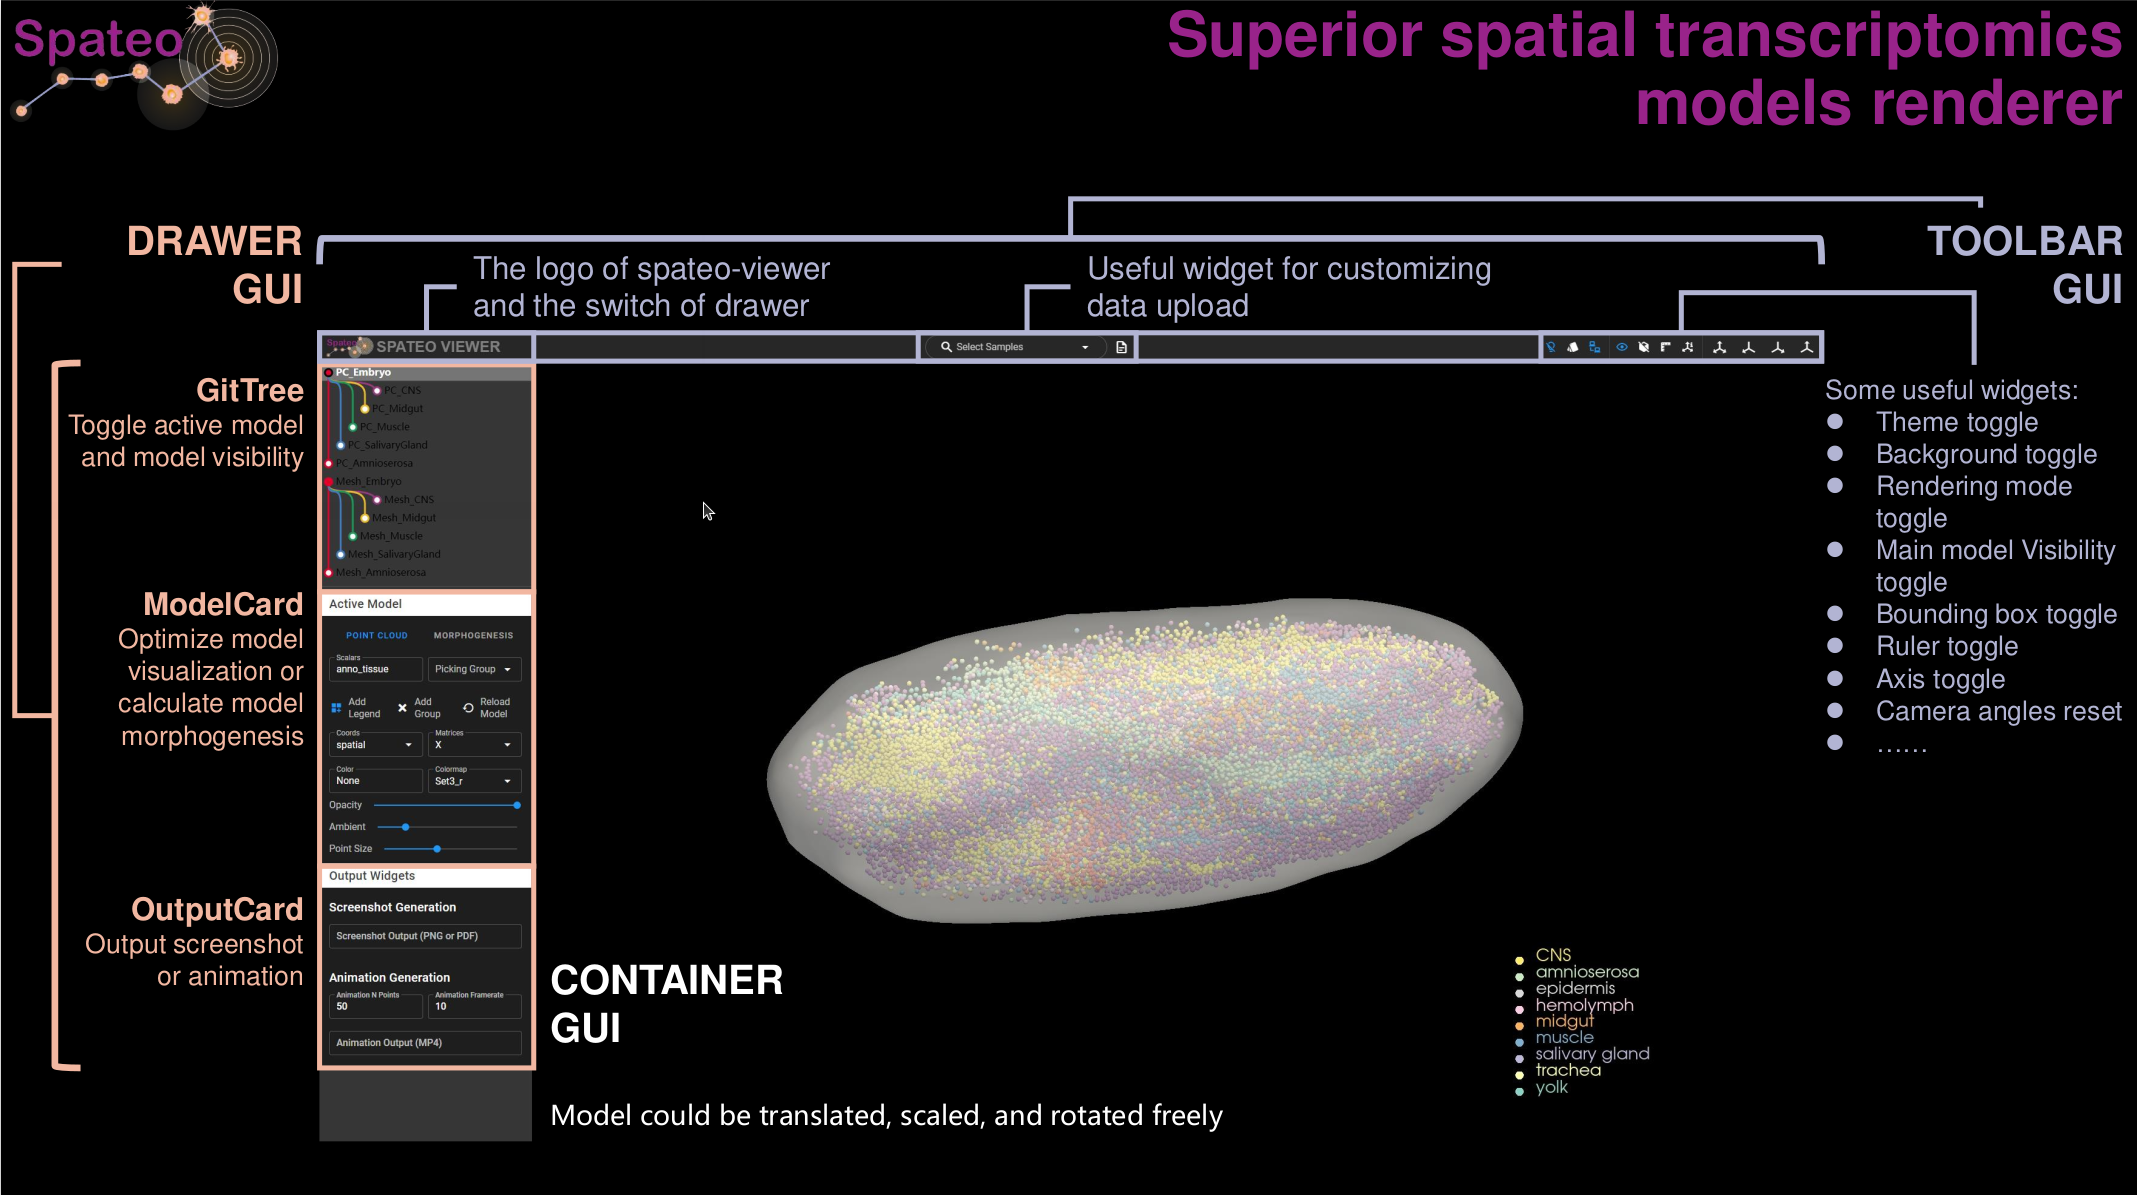 Spateo
Superior spatial transcriptomics
models renderer
DRAWER
GUI
TOOLBAR
GUI
The logo of spateo-viewer
and the switch of drawer
Useful widget for customizing
data upload
Spateo
SPATEO VIEWER
Select Samples
GitTree
Toggle active model
and model visibility
ModelCard
Optimize model
visualization or
calculate model
morphogenesis
OutputCard
Output screenshot
or animation
PC_Embryo
PC_CNS
PC_Midgut
PC_Muscle
PC_SalivaryGland
PC_Amnioserosa
Mesh_Embryo
Mesh_CNS
Mesh_Midgut
Mesh_Muscle
Mesh_SalivaryGland
Mesh_Amnioserosa
Active Model
POINT CLOUD MORPHOGENESIS
Scalars
anno_tissue
Picking Group
Add
Legend
Add
Group
Reload
Model
Coords
spatial
Matrices
X
Color
None
Colormap
Set3_r
Opacity
Ambient
Point Size
Output Widgets
Screenshot Generation
Screenshot Output (PNG or PDF)
Animation Generation
Animation N Points
50
Animation Framerate
10
Animation Output (MP4)
Some useful widgets:
● Theme toggle
● Background toggle
● Rendering mode
toggle
● Main model Visibility
toggle
● Bounding box toggle
● Ruler toggle
● Axis toggle
● Camera angles reset
● ......
CONTAINER
GUI
Model could be translated, scaled, and rotated freely
CNS
amnioserosa
epidermis
hemolymph
midgut
muscle
salivary gland
trachea
yolk